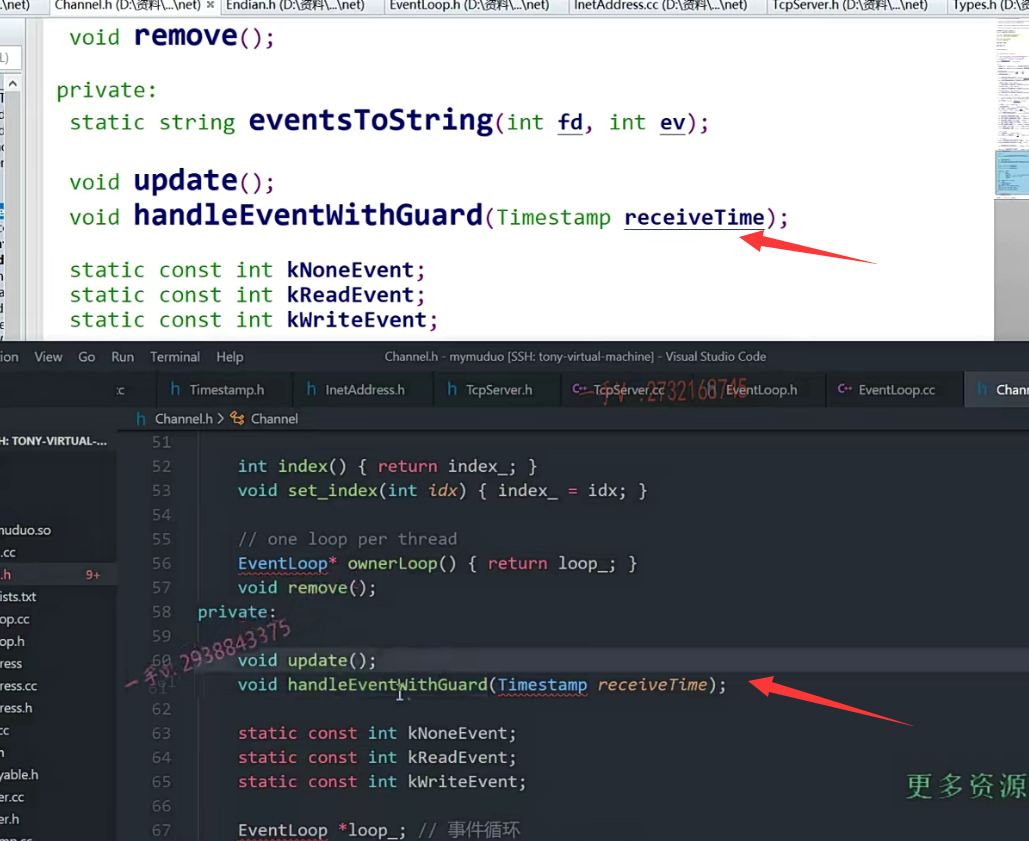 .\net)
Channel.h (D:\资料\...\net)
Endian.h (D:\资料\...\net)
EventLoop.h (D:\资料\...\net)
InetAddress.cc (D:\资料\...\net)
TcpServer.h (D:\资料\...\net)
Types.h (D:\资
void remove();
private:
static string eventsToString(int fd, int ev);
void update();
void handleEventWithGuard(Timestamp receiveTime);
static const int kNoneEvent;
static const int kReadEvent;
static const int kWriteEvent;
ion View Go Run Terminal Help
Channel.h - mymuduo [SSH: tony-virtual-machine] - Visual Studio Code
:c
h Timestamp.h
h InetAddress.h
h TcpServer.h
C++ TcpServer.cc
EventLoop.h
C++ EventLoop.cc
h Chann
一手V:2732168745
h Channel.h > Channel
H: TONY-VIRTUAL-...
nuduo.so
.cc
.h 9+
ists.txt
op.cc
op.h
ress
ress.cc
ress.h
cc
h
yable.h
er.cc
er.h
51
52 int index() { return index_; }
53 void set_index(int idx) { index_ = idx; }
54
55 // one loop per thread
56 EventLoop* ownerLoop() { return loop_; }
57 void remove();
58 private:
59
60 void update();
61 void handleEventWithGuard(Timestamp receiveTime);
62
63 static const int kNoneEvent;
64 static const int kReadEvent;
65 static const int kWriteEvent;
66
67 EventLoop *loop_; // 事件循环
一手V: 2938843375
更多资源